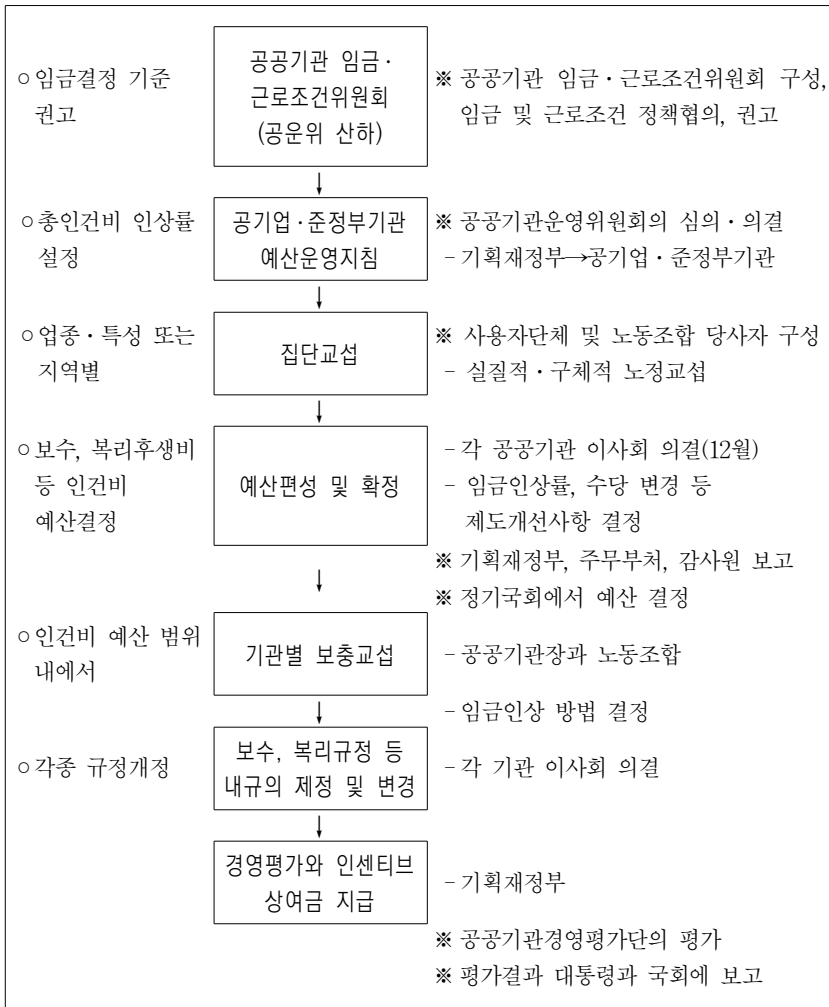 ○ 임금결정 기준
권고
공공기관 임금·
근로조건위원회
(공운위 산하)
※ 공공기관 임금·근로조건위원회 구성,
임금 및 근로조건 정책협의, 권고
↓
○ 총인건비 인상률
설정
공기업·준정부기관
예산운영지침
※ 공공기관운영위원회의 심의·의결
- 기획재정부→공기업·준정부기관
↓
○ 업종·특성 또는
지역별
집단교섭
※ 사용자단체 및 노동조합 당사자 구성
- 실질적·구체적 노정교섭
↓
○ 보수, 복리후생비
등 인건비
예산결정
예산편성 및 확정
- 각 공공기관 이사회 의결(12월)
- 임금인상률, 수당 변경 등
제도개선사항 결정
※ 기획재정부, 주무부처, 감사원 보고
※ 정기국회에서 예산 결정
↓
○ 인건비 예산 범위
내에서
기관별 보충교섭
- 공공기관장과 노동조합
- 임금인상 방법 결정
↓
○ 각종 규정개정
보수, 복리규정 등
내규의 제정 및 변경
- 각 기관 이사회 의결
↓
경영평가와 인센티브
상여금 지급
- 기획재정부
※ 공공기관경영평가단의 평가
※ 평가결과 대통령과 국회에 보고